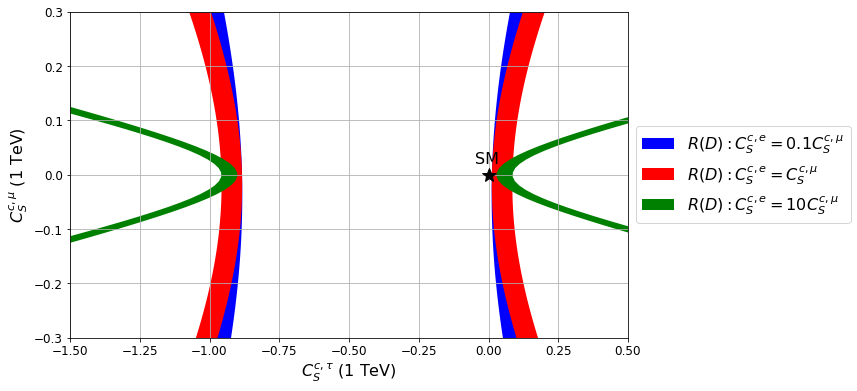 0.3
0.2
0.1
0.0
−0.1
−0.2
−0.3
C_S^{c,μ} (1 TeV)
SM
−1.50 −1.25 −1.00 −0.75 −0.50 −0.25 0.00 0.25 0.50
C_S^{c,τ} (1 TeV)
R(D) : C_S^{c,e} = 0.1C_S^{c,μ}
R(D) : C_S^{c,e} = C_S^{c,μ}
R(D) : C_S^{c,e} = 10C_S^{c,μ}